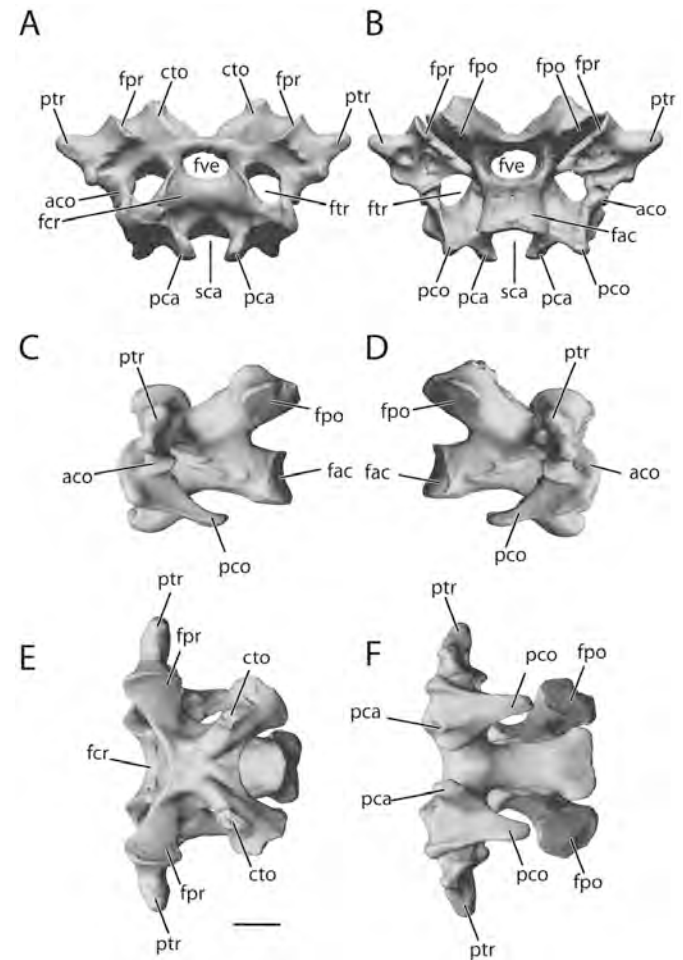 A
B
cto cto
fpr fpr
ptr ptr
fve
aco
fcr ftr
pca sca pca
fpo fpo
fpr fpr
ptr ptr
fve
ftr aco
fac
pco pca sca pca pco
C
D
ptr
fpo
aco fac
pco
ptr
fpo
fac aco
pco
E
F
ptr
fpr
cto
fcr
cto
fpr
ptr
ptr
pco fpo
pca
pca
pco fpo
ptr